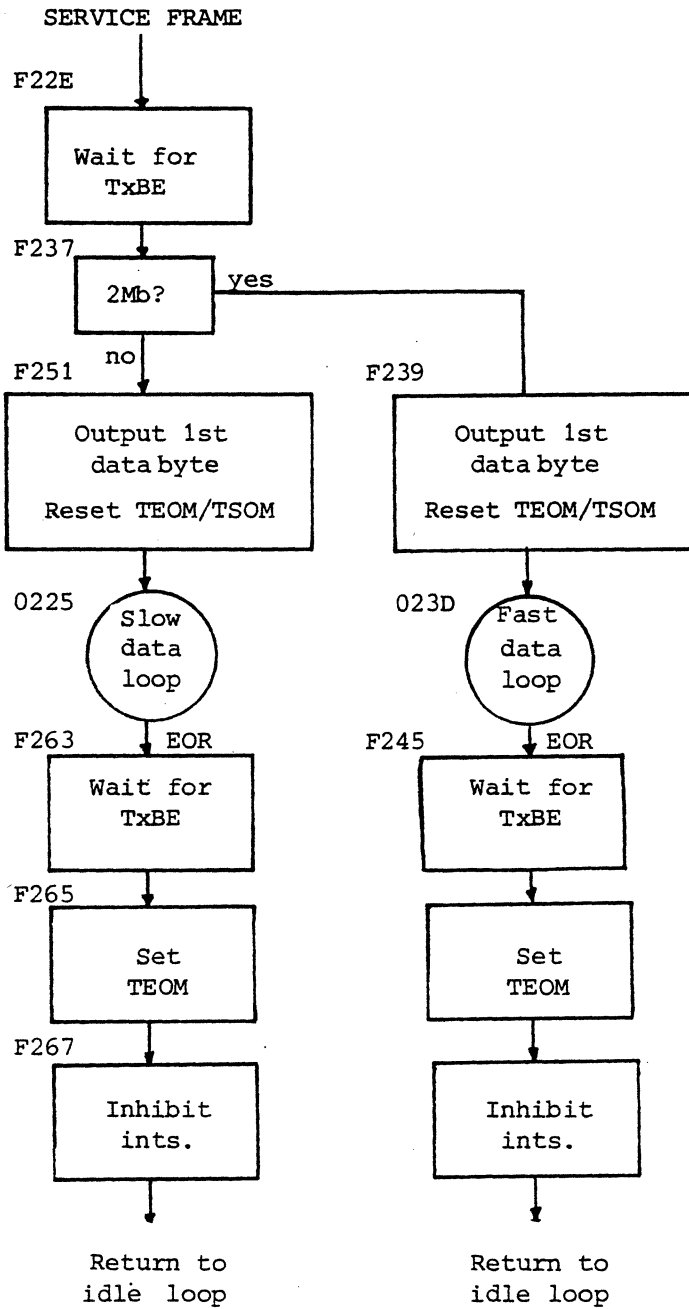 SERVICE FRAME
F22E
Wait for
TxBE
F237
2Mb?
yes
no
F251
Output 1st
data byte
Reset TEOM/TSOM
F239
Output 1st
data byte
Reset TEOM/TSOM
0225
Slow
data
loop
023D
Fast
data
loop
F263
EOR
Wait for
TxBE
F245
EOR
Wait for
TxBE
F265
Set
TEOM
Set
TEOM
F267
Inhibit
ints.
Inhibit
ints.
Return to
idle loop
Return to
idle loop